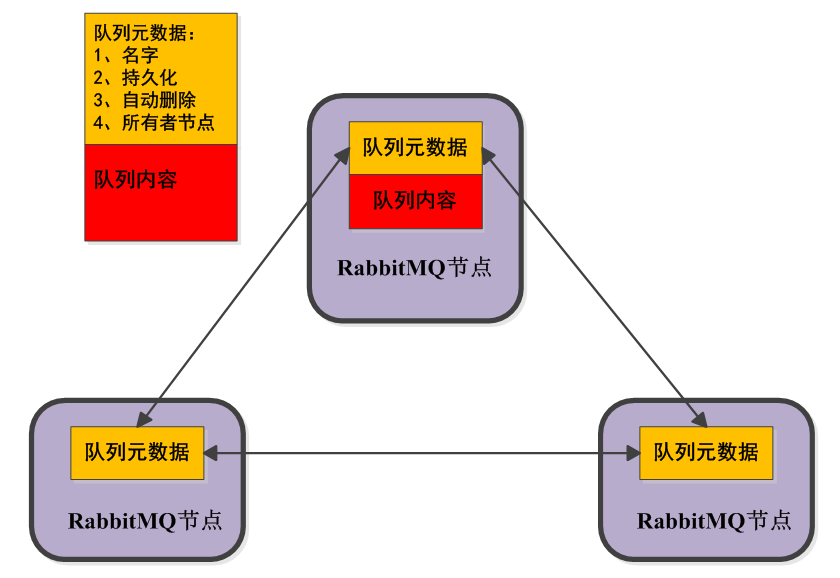 队列元数据：
1、名字
2、持久化
3、自动删除
4、所有者节点
队列内容
队列元数据
队列内容
RabbitMQ节点
队列元数据
RabbitMQ节点
队列元数据
RabbitMQ节点